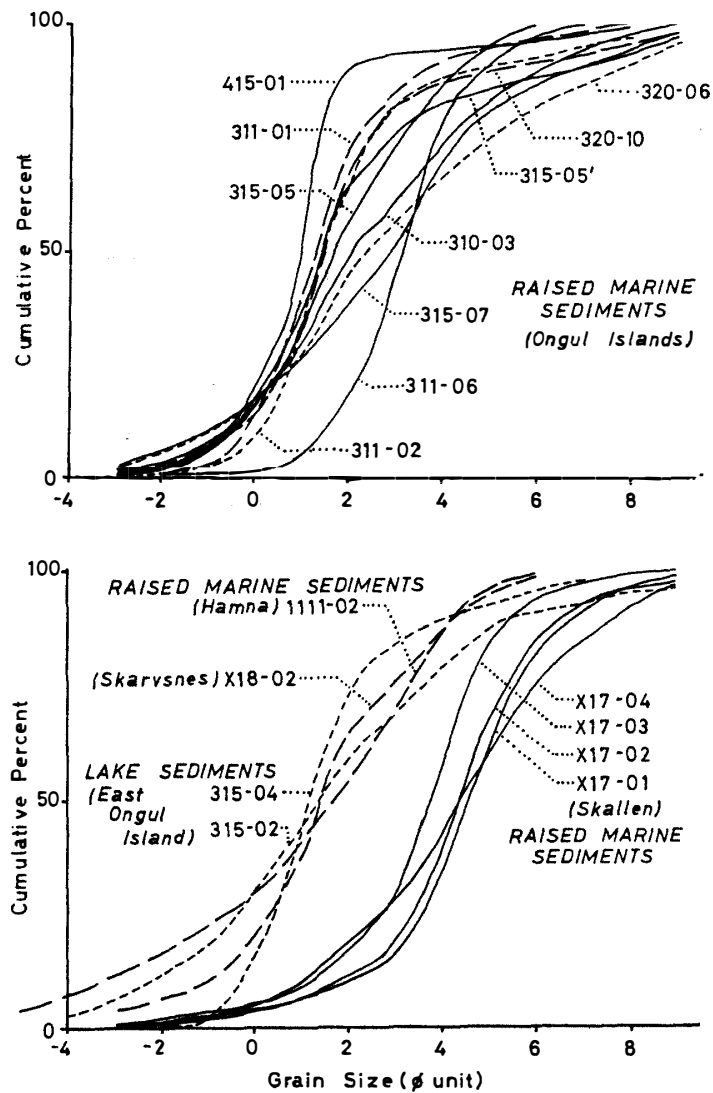 100
50
0
Cumulative Percent
415-01
311-01
315-05
320-06
320-10
315-05'
310-03
RAISED MARINE
SEDIMENTS
(Ongul Islands)
315-07
311-06
311-02
-4 -2 0 2 4 6 8
100
50
0
Cumulative Percent
RAISED MARINE SEDIMENTS
(Hamna) 1111-02
(Skarvsnes) X18-02
LAKE SEDIMENTS
(East
Ongul
Island)
315-04
315-02
X17-04
X17-03
X17-02
X17-01
(Skallen)
RAISED MARINE
SEDIMENTS
-4 -2 0 2 4 6 8
Grain Size (ø unit)